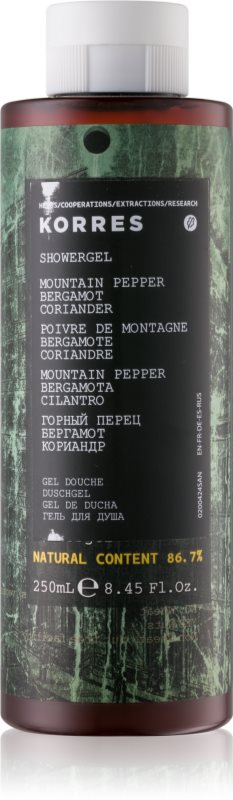 HERBS/COOPERATIONS/EXTRACTIONS/RESEARCH
KORRES
SHOWERGEL
MOUNTAIN PEPPER
BERGAMOT
CORIANDER
POIVRE DE MONTAGNE
BERGAMOTE
CORIANDRE
MOUNTAIN PEPPER
BERGAMOTA
CILANTRO
ГОРНЫЙ ПЕРЕЦ
БЕРГАМОТ
КОРИАНДР
GEL DOUCHE
DUSCHGEL
GEL DE DUCHA
ГЕЛЬ ДЛЯ ДУША
NATURAL CONTENT 86.7%
250mL℮ 8.45 Fl.Oz.
EN-FR-DE-ES-RUS